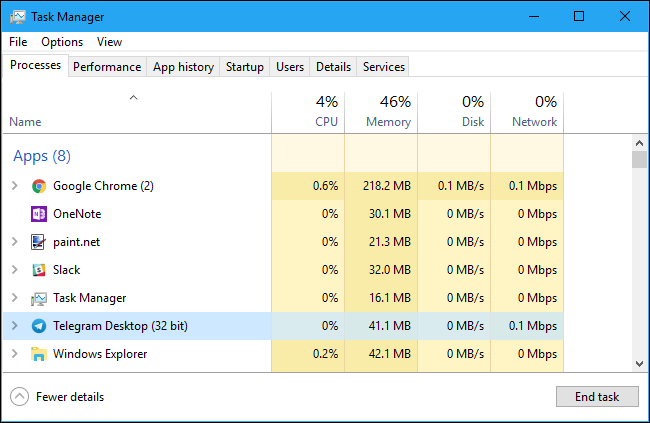 Task Manager
File Options View
Processes Performance App history Startup Users Details Services
4% 46% 0% 0%
Name CPU Memory Disk Network
Apps (8)
Google Chrome (2) 0.6% 218.2 MB 0.1 MB/s 0.1 Mbps
OneNote 0% 30.1 MB 0 MB/s 0 Mbps
paint.net 0% 21.3 MB 0 MB/s 0 Mbps
Slack 0% 32.0 MB 0 MB/s 0 Mbps
Task Manager 0% 16.1 MB 0 MB/s 0 Mbps
Telegram Desktop (32 bit) 0% 41.1 MB 0 MB/s 0.1 Mbps
Windows Explorer 0.2% 42.1 MB 0 MB/s 0 Mbps
Fewer details End task